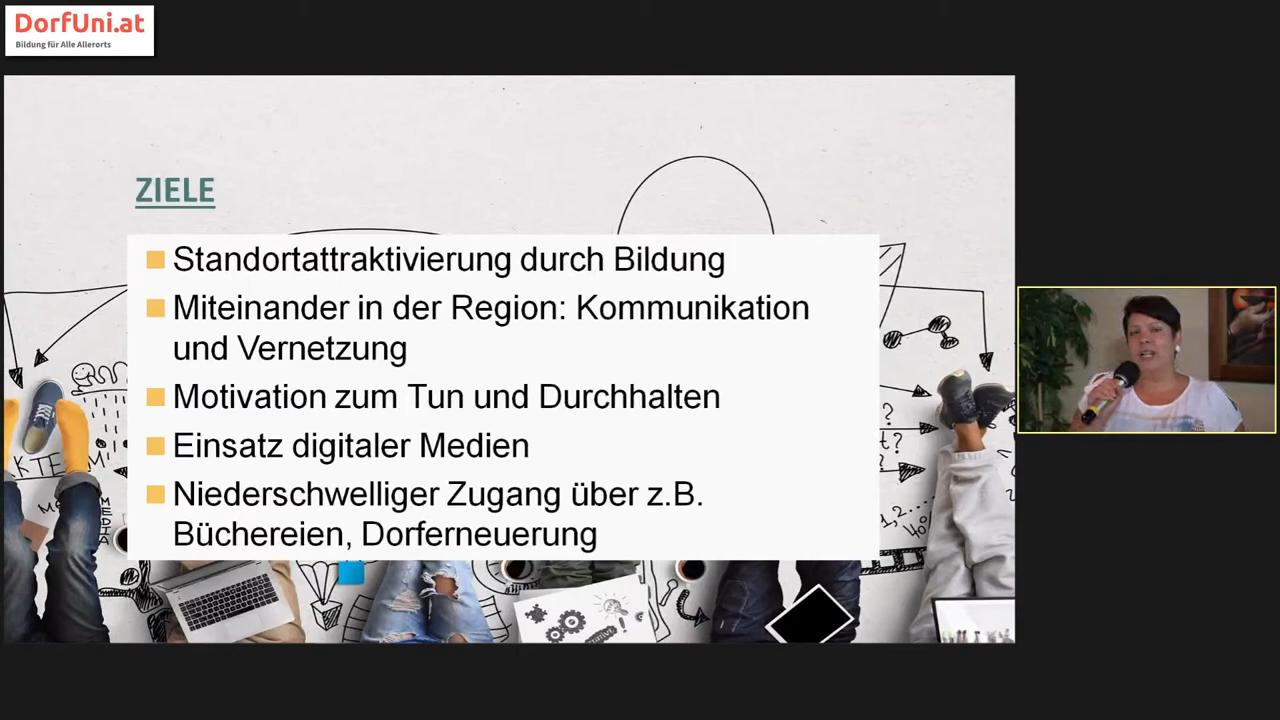 DorfUni.at
Bildung für Alle Allerorts
ZIELE
Standortattraktivierung durch Bildung
Miteinander in der Region: Kommunikation
und Vernetzung
Motivation zum Tun und Durchhalten
Einsatz digitaler Medien
Niederschwelliger Zugang über z.B.
Büchereien, Dorferneuerung